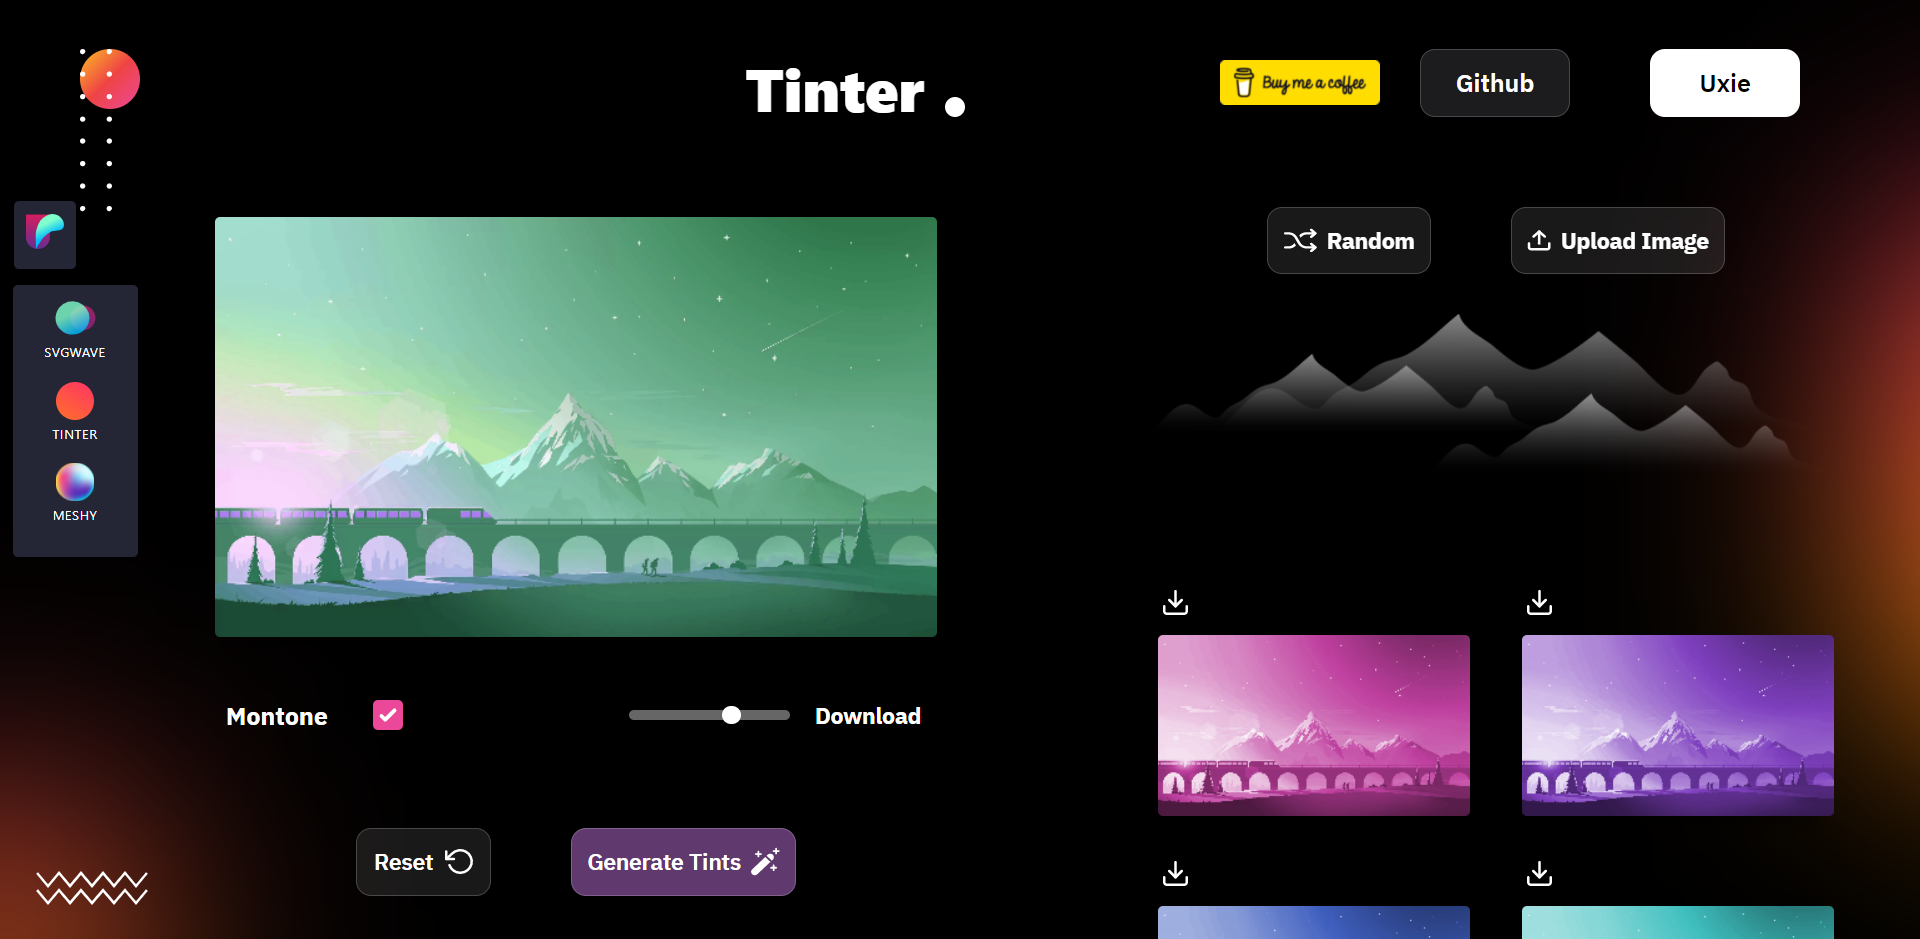 Tinter .
Buy me a coffee
Github
Uxie
Random
Upload Image
SVGWAVE
TINTER
MESHY
Montone
Download
Reset
Generate Tints